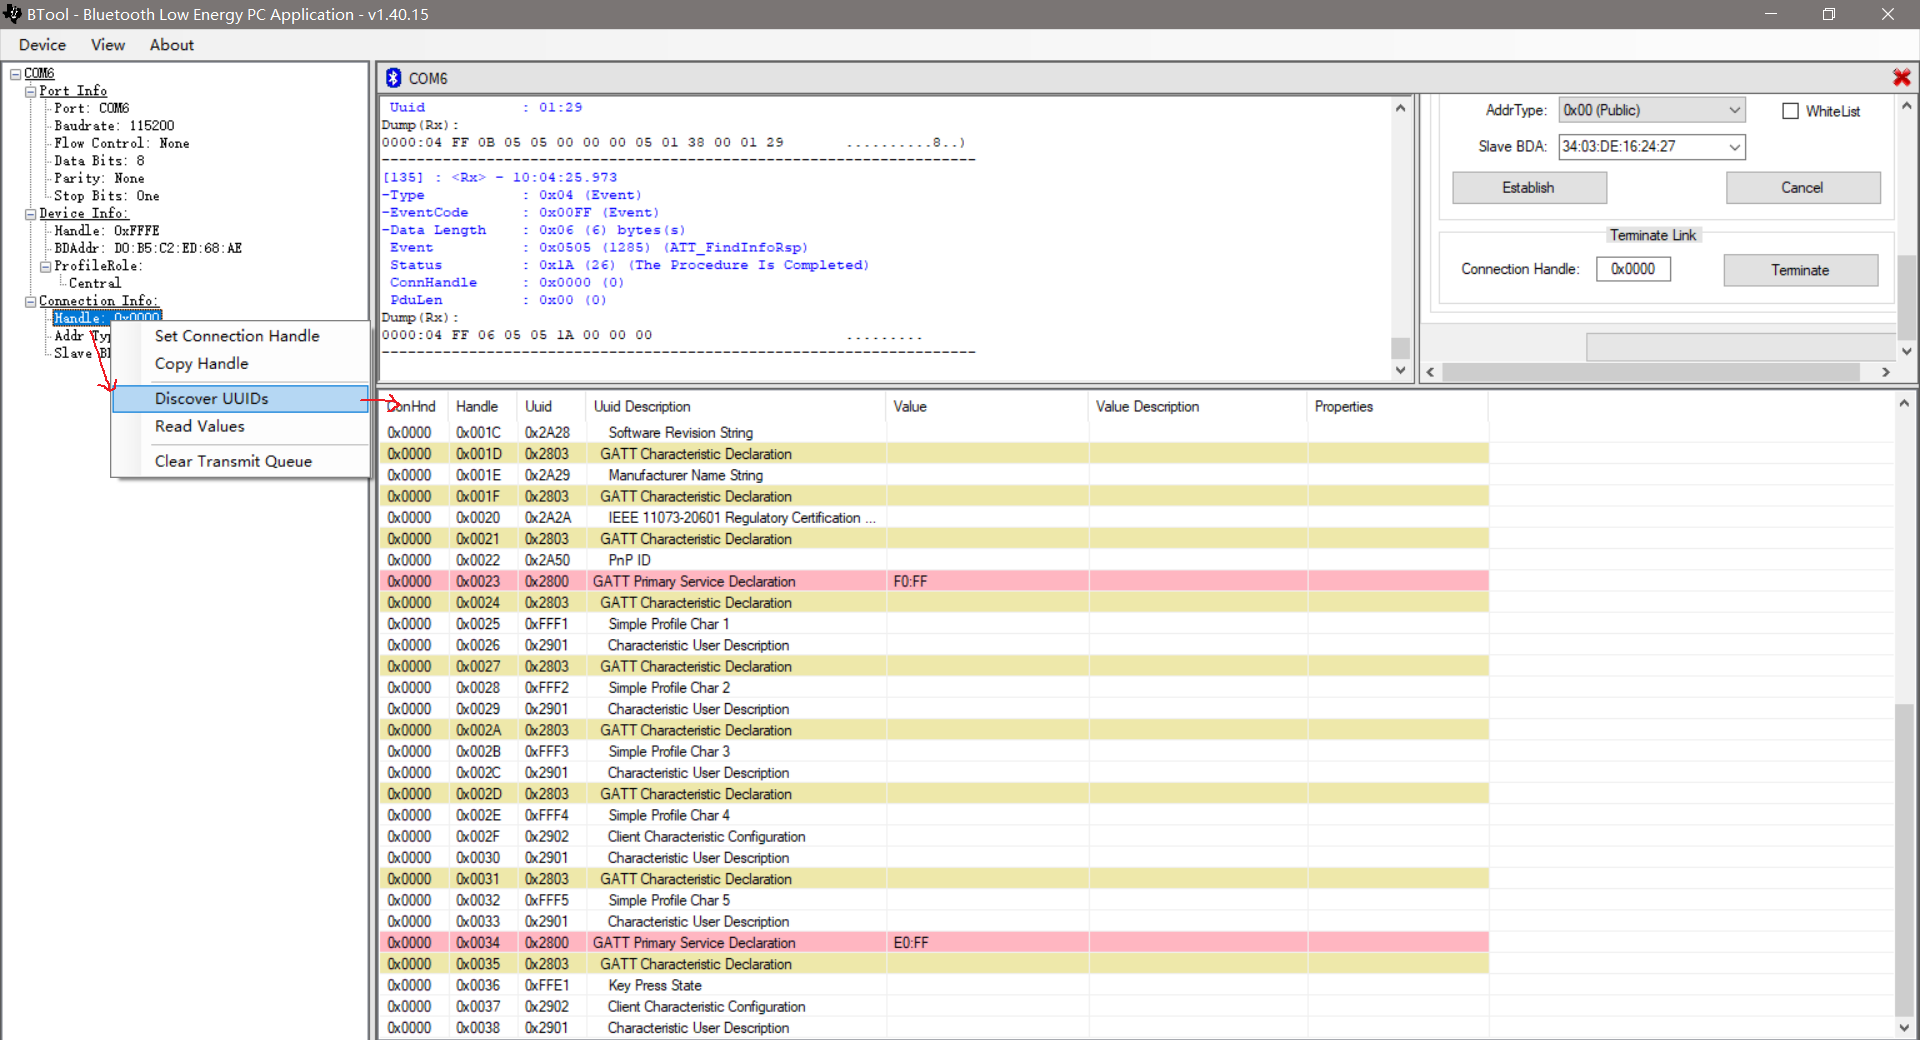 BTool - Bluetooth Low Energy PC Application - v1.40.15
Device View About
COM6
Port Info
Port: COM6
Baudrate: 115200
Flow Control: None
Data Bits: 8
Parity: None
Stop Bits: One
Device Info:
Handle: 0xFFFE
BDAddr: D0:B5:C2:ED:68:AE
ProfileRole:
Central
Connection Info:
Handle: 0x0000
Addr Typ
Slave B
Set Connection Handle
Copy Handle
Discover UUIDs
Read Values
Clear Transmit Queue
COM6
Uuid : 01:29
Dump(Rx):
0000:04 FF 0B 05 05 00 00 00 05 01 38 00 01 29 ..........8..)
--------------------------------------------------------------------
[135] : <Rx> - 10:04:25.973
-Type : 0x04 (Event)
-EventCode : 0x00FF (Event)
-Data Length : 0x06 (6) bytes(s)
Event : 0x0505 (1285) (ATT_FindInfoRsp)
Status : 0x1A (26) (The Procedure Is Completed)
ConnHandle : 0x0000 (0)
PduLen : 0x00 (0)
Dump(Rx):
0000:04 FF 06 05 05 1A 00 00 00 .........
--------------------------------------------------------------------
AddrType: 0x00 (Public) WhiteList
Slave BDA: 34:03:DE:16:24:27
Establish Cancel
Terminate Link
Connection Handle: 0x0000 Terminate
ConHnd Handle Uuid Uuid Description Value Value Description Properties
0x0000 0x001C 0x2A28 Software Revision String
0x0000 0x001D 0x2803 GATT Characteristic Declaration
0x0000 0x001E 0x2A29 Manufacturer Name String
0x0000 0x001F 0x2803 GATT Characteristic Declaration
0x0000 0x0020 0x2A2A IEEE 11073-20601 Regulatory Certification ...
0x0000 0x0021 0x2803 GATT Characteristic Declaration
0x0000 0x0022 0x2A50 PnP ID
0x0000 0x0023 0x2800 GATT Primary Service Declaration F0:FF
0x0000 0x0024 0x2803 GATT Characteristic Declaration
0x0000 0x0025 0xFFF1 Simple Profile Char 1
0x0000 0x0026 0x2901 Characteristic User Description
0x0000 0x0027 0x2803 GATT Characteristic Declaration
0x0000 0x0028 0xFFF2 Simple Profile Char 2
0x0000 0x0029 0x2901 Characteristic User Description
0x0000 0x002A 0x2803 GATT Characteristic Declaration
0x0000 0x002B 0xFFF3 Simple Profile Char 3
0x0000 0x002C 0x2901 Characteristic User Description
0x0000 0x002D 0x2803 GATT Characteristic Declaration
0x0000 0x002E 0xFFF4 Simple Profile Char 4
0x0000 0x002F 0x2902 Client Characteristic Configuration
0x0000 0x0030 0x2901 Characteristic User Description
0x0000 0x0031 0x2803 GATT Characteristic Declaration
0x0000 0x0032 0xFFF5 Simple Profile Char 5
0x0000 0x0033 0x2901 Characteristic User Description
0x0000 0x0034 0x2800 GATT Primary Service Declaration E0:FF
0x0000 0x0035 0x2803 GATT Characteristic Declaration
0x0000 0x0036 0xFFE1 Key Press State
0x0000 0x0037 0x2902 Client Characteristic Configuration
0x0000 0x0038 0x2901 Characteristic User Description